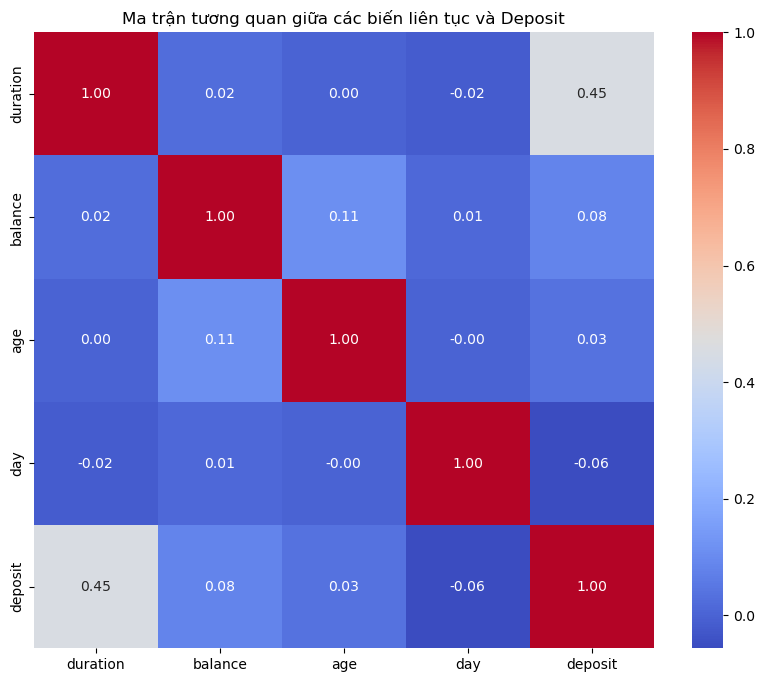 Ma trận tương quan giữa các biến liên tục và Deposit
duration 1.00 0.02 0.00 -0.02 0.45
balance 0.02 1.00 0.11 0.01 0.08
age 0.00 0.11 1.00 -0.00 0.03
day -0.02 0.01 -0.00 1.00 -0.06
deposit 0.45 0.08 0.03 -0.06 1.00
duration balance age day deposit
1.0
0.8
0.6
0.4
0.2
0.0